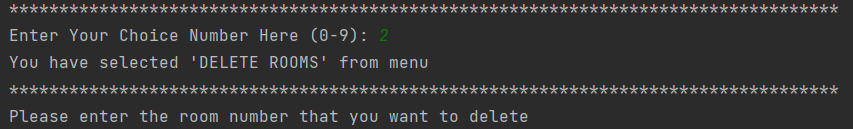 ***********************************************************************************
Enter Your Choice Number Here (0-9): 2
You have selected 'DELETE ROOMS' from menu
***********************************************************************************
Please enter the room number that you want to delete